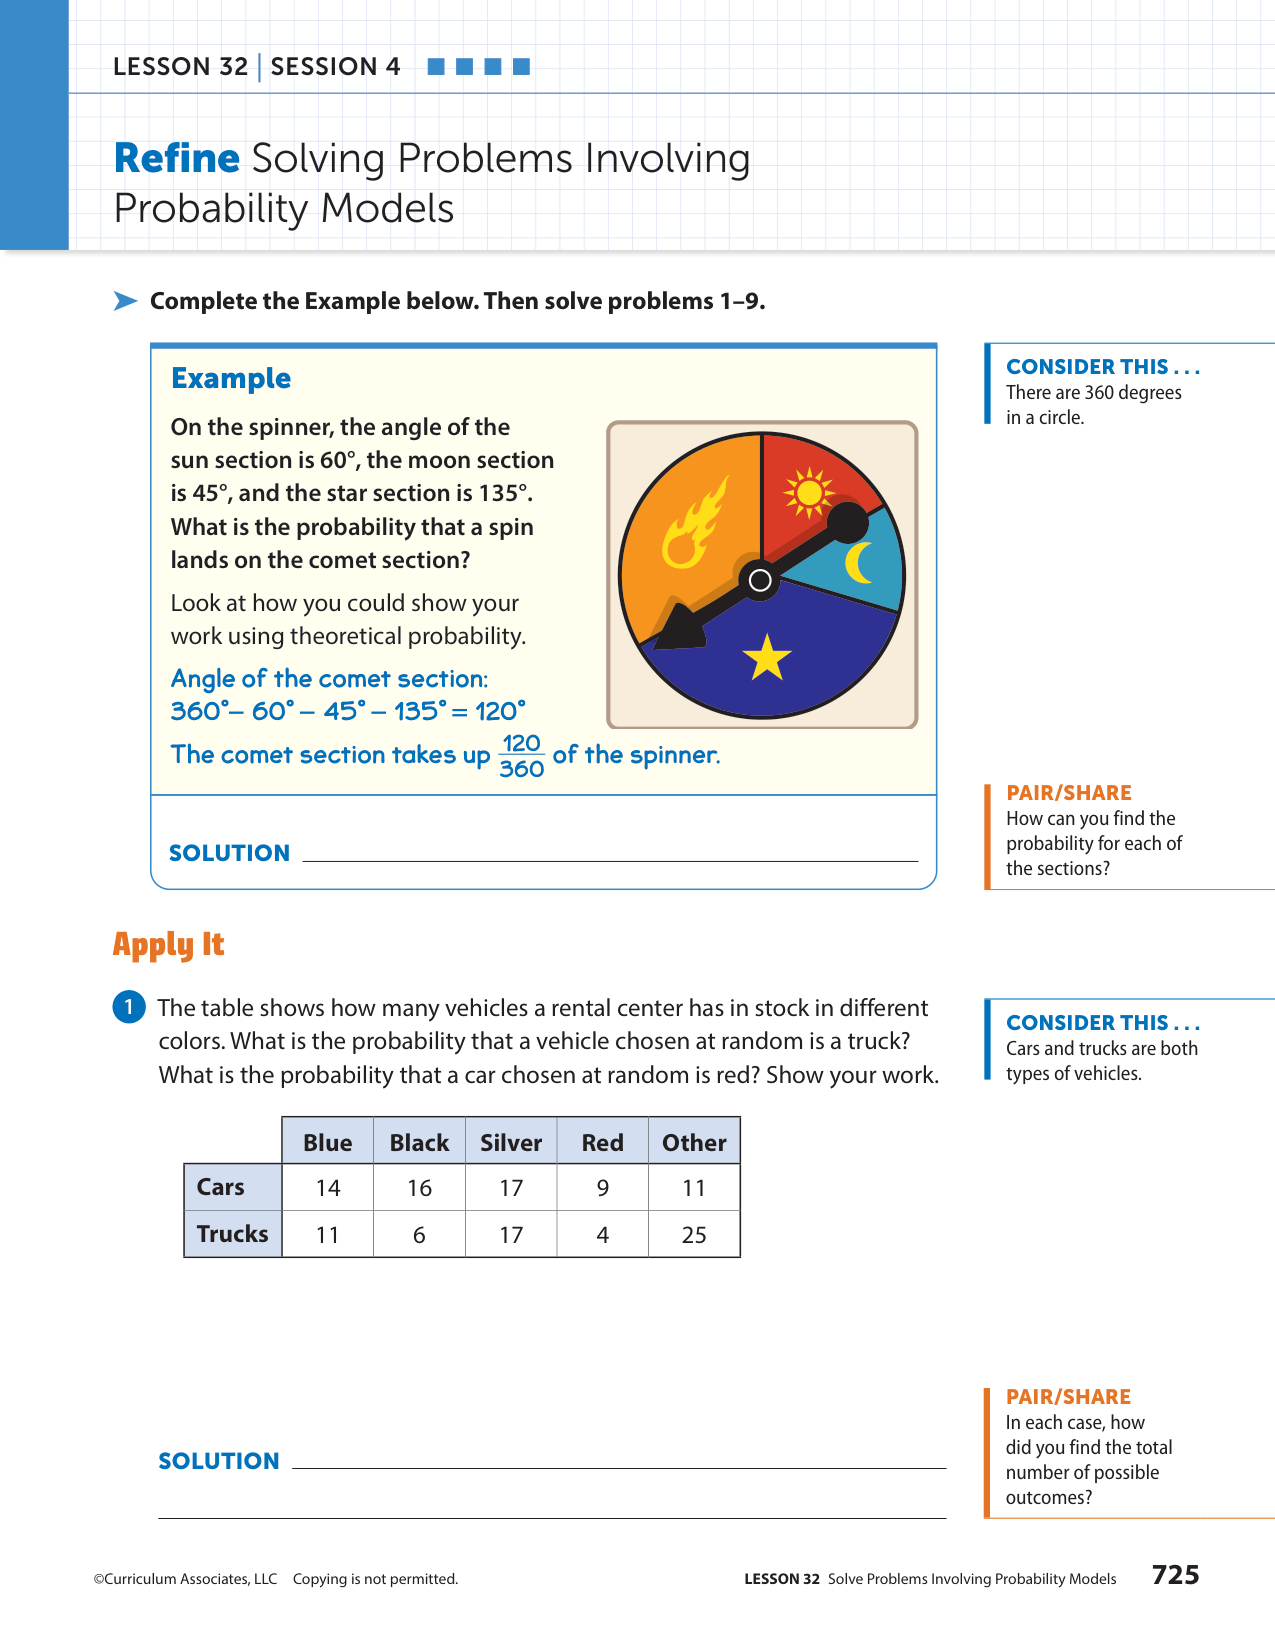 LESSON 32 | SESSION 4
Refine Solving Problems Involving
Probability Models
Complete the Example below. Then solve problems 1–9.
Example
On the spinner, the angle of the
sun section is 60°, the moon section
is 45°, and the star section is 135°.
What is the probability that a spin
lands on the comet section?
Look at how you could show your
work using theoretical probability.
Angle of the comet section:
360° – 60° – 45° – 135° = 120°
The comet section takes up 120/360 of the spinner.
SOLUTION
CONSIDER THIS . . .
There are 360 degrees
in a circle.
PAIR/SHARE
How can you find the
probability for each of
the sections?
Apply It
1 The table shows how many vehicles a rental center has in stock in different
colors. What is the probability that a vehicle chosen at random is a truck?
What is the probability that a car chosen at random is red? Show your work.
Blue Black Silver Red Other
Cars 14 16 17 9 11
Trucks 11 6 17 4 25
SOLUTION
CONSIDER THIS . . .
Cars and trucks are both
types of vehicles.
PAIR/SHARE
In each case, how
did you find the total
number of possible
outcomes?
©Curriculum Associates, LLC Copying is not permitted.
LESSON 32 Solve Problems Involving Probability Models 725